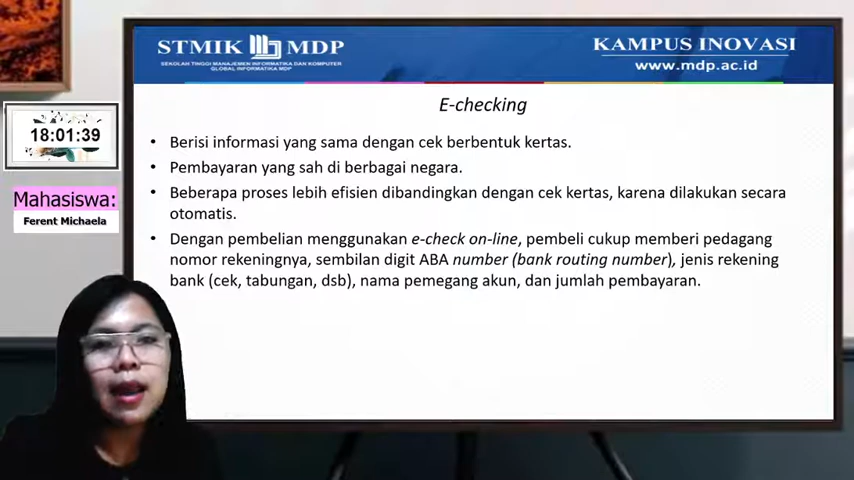 STMIK MDP
SEKOLAH TINGGI MANAJEMEN INFORMATIKA DAN KOMPUTER
GLOBAL INFORMATIKA MDP
KAMPUS INOVASI
www.mdp.ac.id
18:01:39
Mahasiswa:
Ferent Michaela
E-checking
• Berisi informasi yang sama dengan cek berbentuk kertas.
• Pembayaran yang sah di berbagai negara.
• Beberapa proses lebih efisien dibandingkan dengan cek kertas, karena dilakukan secara
otomatis.
• Dengan pembelian menggunakan e-check on-line, pembeli cukup memberi pedagang
nomor rekeningnya, sembilan digit ABA number (bank routing number), jenis rekening
bank (cek, tabungan, dsb), nama pemegang akun, dan jumlah pembayaran.